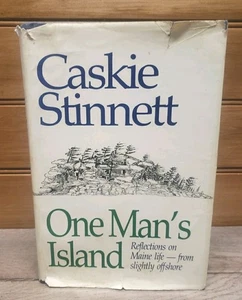 Caskie
Stinnett
One Man's
Island
Reflections on
Maine life — from
slightly offshore